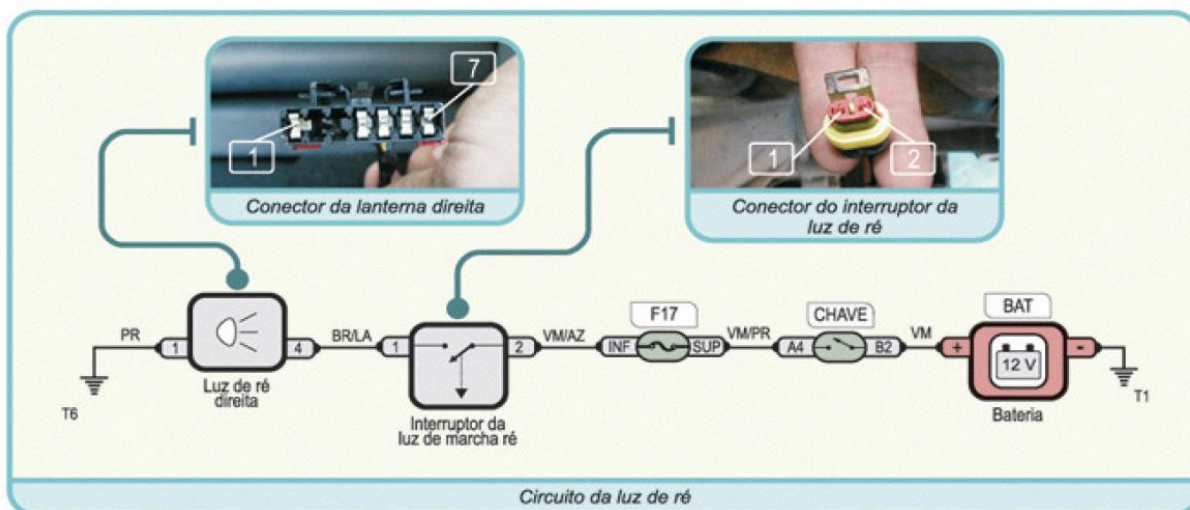 7
1
Conector da lanterna direita
1
2
Conector do interruptor da
luz de ré
F17
CHAVE
BAT
PR
1
4
BR/LA
1
2
VM/AZ
INF
SUP
VM/PR
A4
B2
VM
+
12 V
-
T6
Luz de ré
direita
Interruptor da
luz de marcha ré
Bateria
T1
Circuito da luz de ré